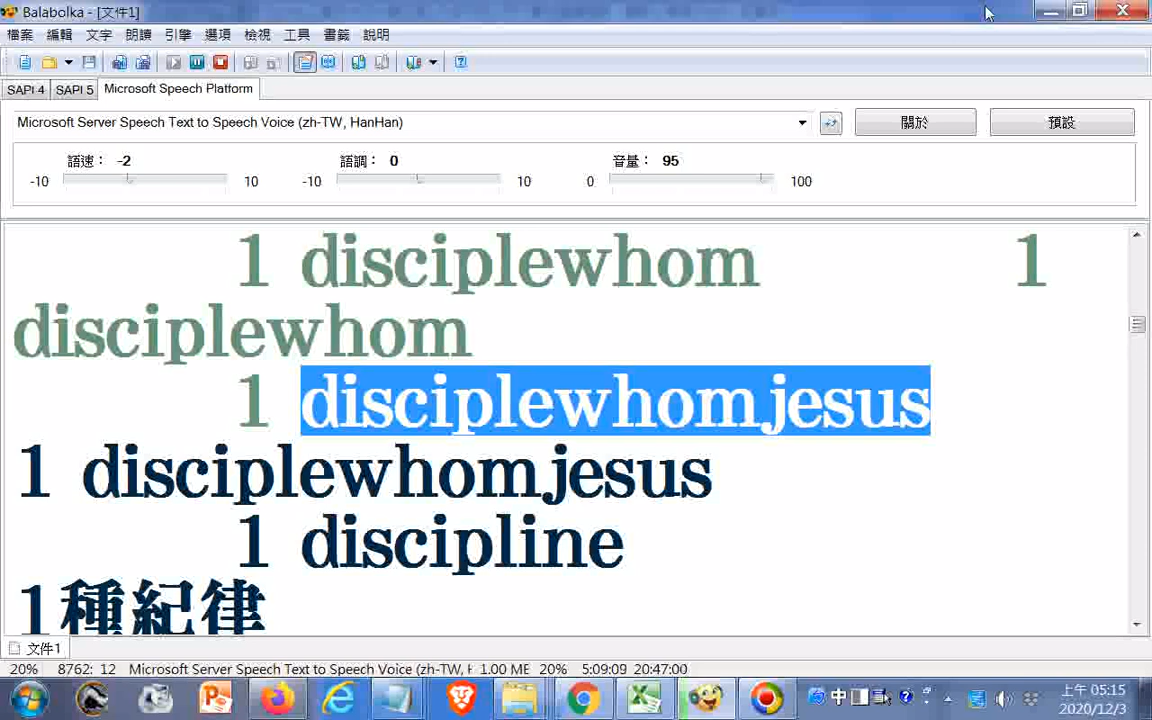 Balabolka - [文件1]
檔案 編輯 文字 朗讀 引擎 選項 檢視 工具 書籤 說明
SAPI 4 SAPI 5 Microsoft Speech Platform
Microsoft Server Speech Text to Speech Voice (zh-TW, HanHan) 關於 預設
語速： -2 語調： 0 音量： 95
-10 10 -10 10 0 100
1 disciplewhom 1
disciplewhom
1 disciplewhomjesus
1 disciplewhomjesus
1 discipline
1種紀律
文件1
20% 8762: 12 Microsoft Server Speech Text to Speech Voice (zh-TW, H 1.00 ME 20% 5:09:09 20:47:00
中 上午 05:15
2020/12/3